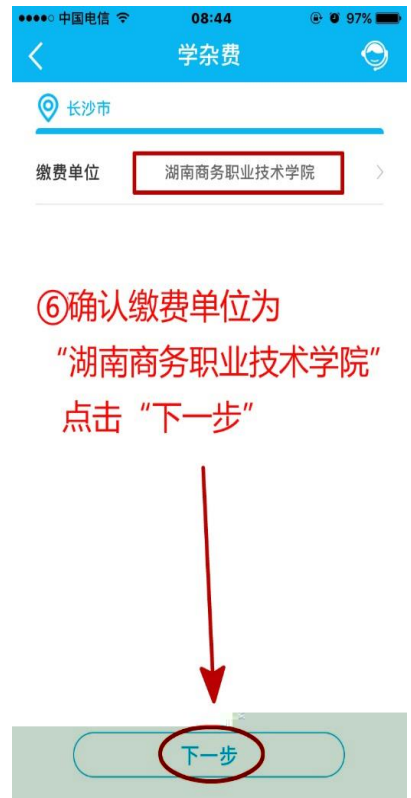 中国电信 08:44 97%
学杂费
长沙市
缴费单位 湖南商务职业技术学院
⑥确认缴费单位为
“湖南商务职业技术学院”
点击“下一步”
下一步